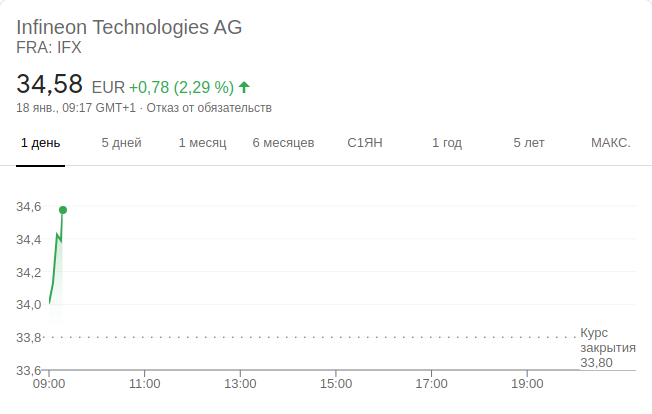 Infineon Technologies AG
FRA: IFX
34,58 EUR +0,78 (2,29 %)
18 янв., 09:17 GMT+1 · Отказ от обязательств
1 день 5 дней 1 месяц 6 месяцев С1ЯН 1 год 5 лет МАКС.
34,6
34,4
34,2
34,0
33,8
Курс
закрытия
33,80
33,6
09:00 11:00 13:00 15:00 17:00 19:00